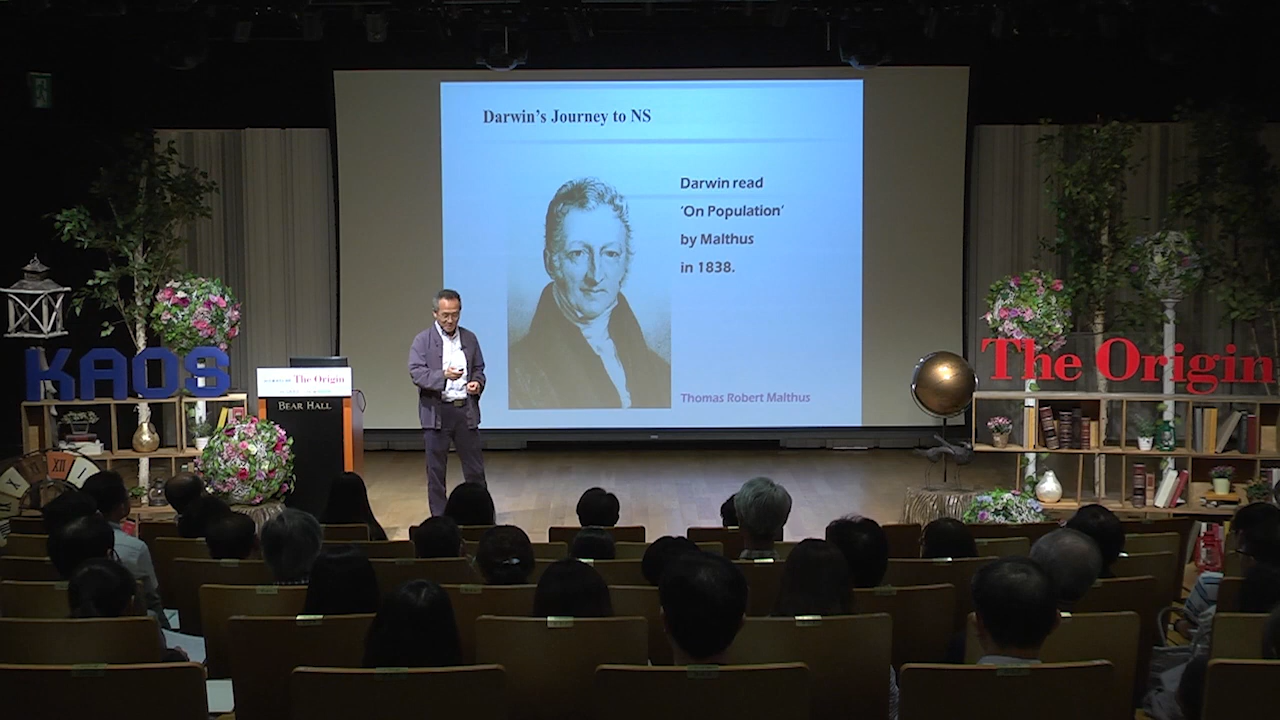 Darwin's Journey to NS
Darwin read
'On Population'
by Malthus
in 1838.
Thomas Robert Malthus
KAOS
The Origin
The Origin
BEAR HALL
XII
I
X